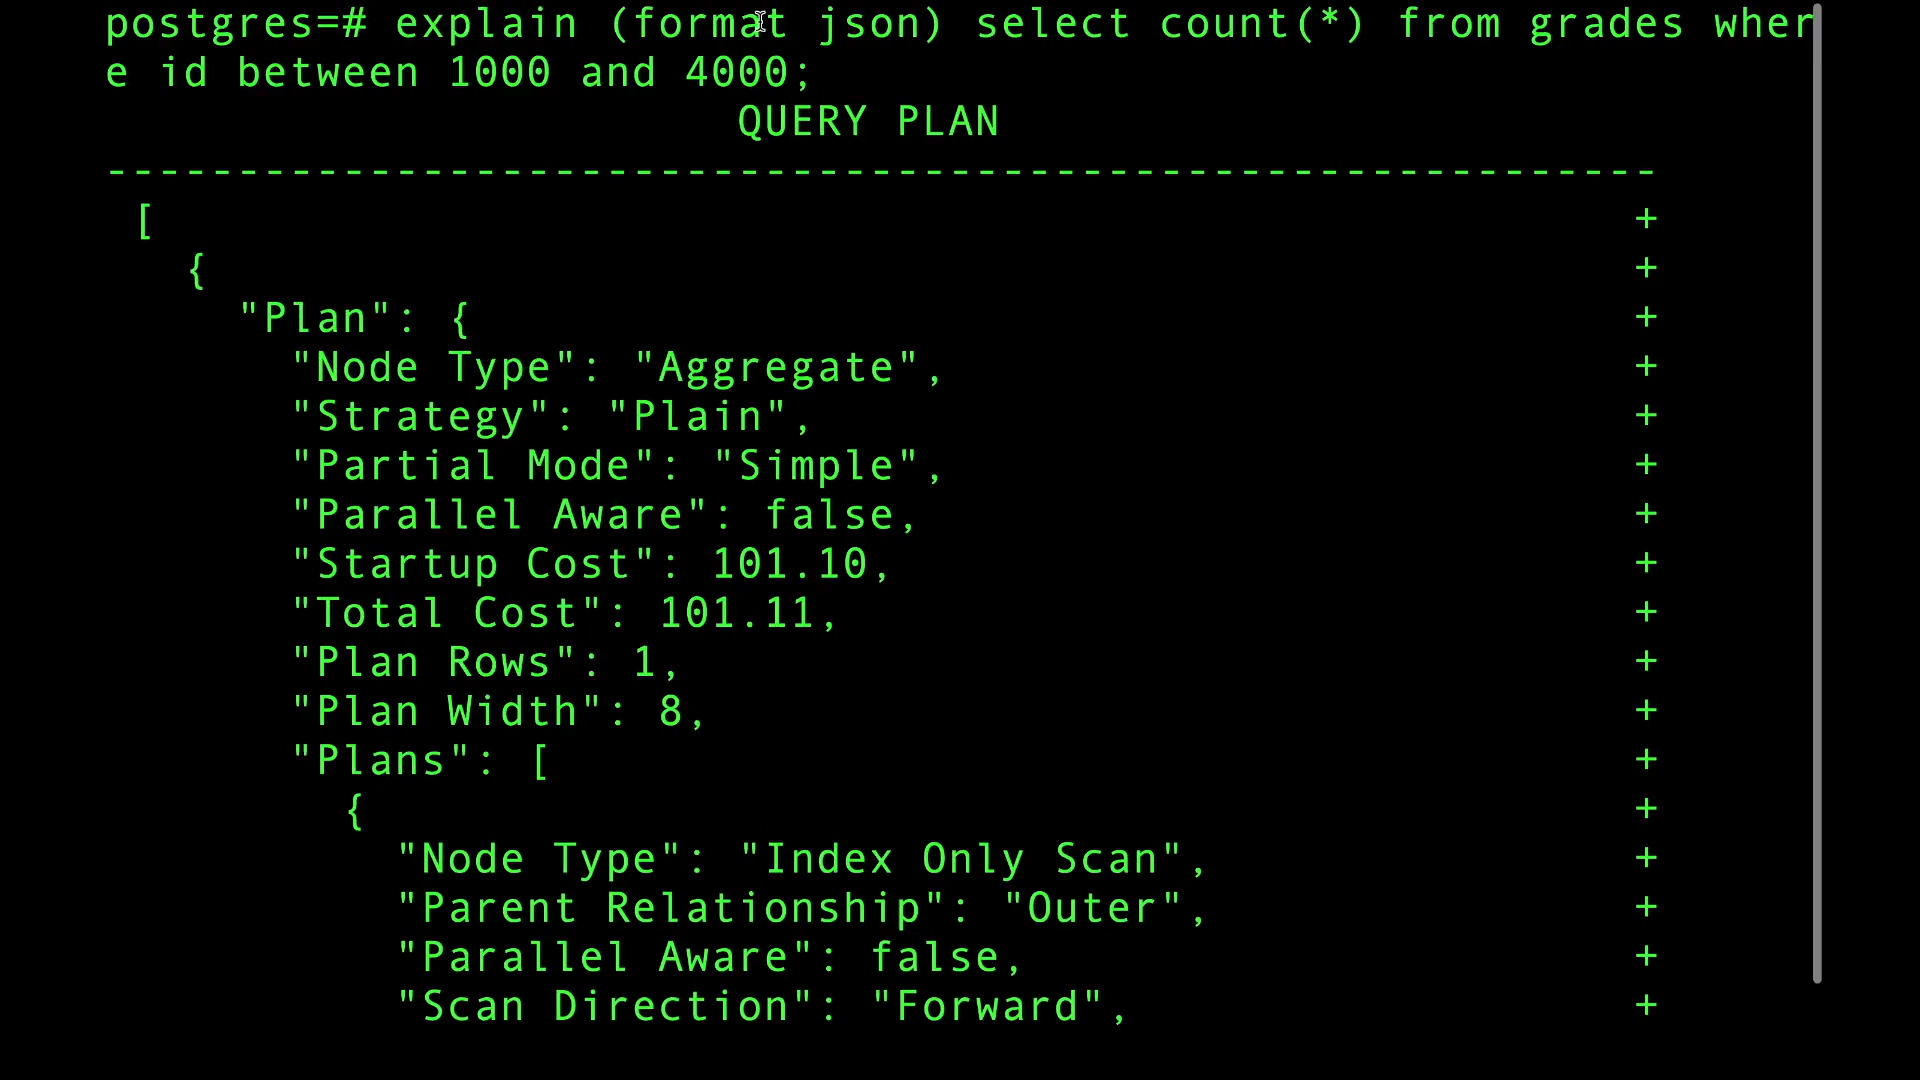 postgres=# explain (format json) select count(*) from grades wher
e id between 1000 and 4000;
QUERY PLAN
-----------------------------------------------------------
[ +
{ +
"Plan": { +
"Node Type": "Aggregate", +
"Strategy": "Plain", +
"Partial Mode": "Simple", +
"Parallel Aware": false, +
"Startup Cost": 101.10, +
"Total Cost": 101.11, +
"Plan Rows": 1, +
"Plan Width": 8, +
"Plans": [ +
{ +
"Node Type": "Index Only Scan", +
"Parent Relationship": "Outer", +
"Parallel Aware": false, +
"Scan Direction": "Forward", +